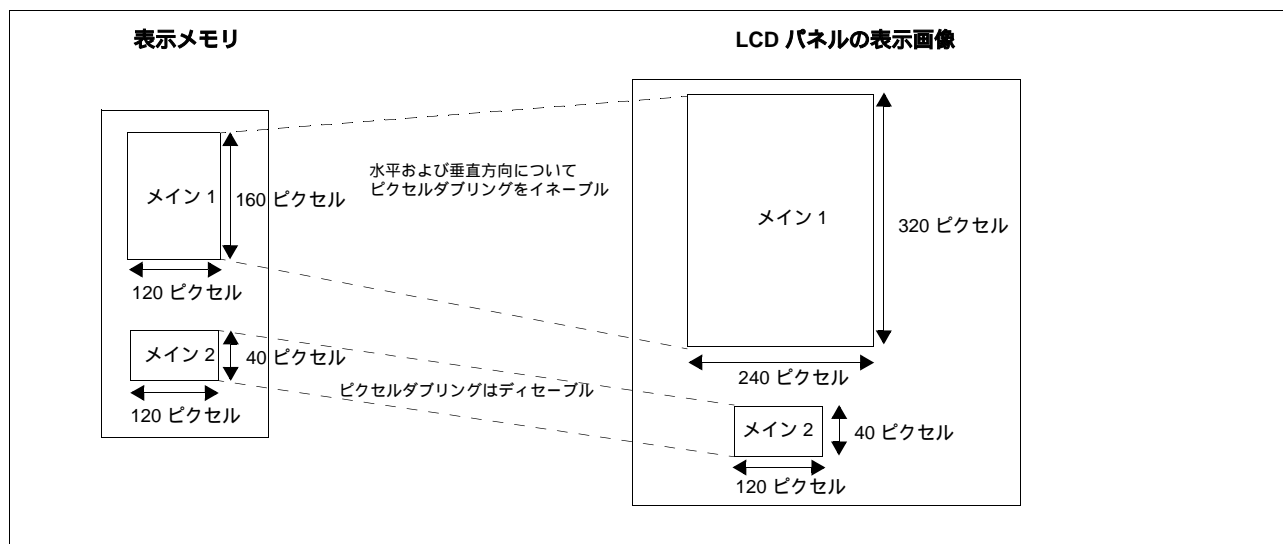 表示メモリ
LCD パネルの表示画像
メイン 1
160 ピクセル
120 ピクセル
水平および垂直方向について
ピクセルダブリングをイネーブル
メイン 1
320 ピクセル
240 ピクセル
メイン 2
40 ピクセル
120 ピクセル
ピクセルダブリングはディセーブル
メイン 2
40 ピクセル
120 ピクセル